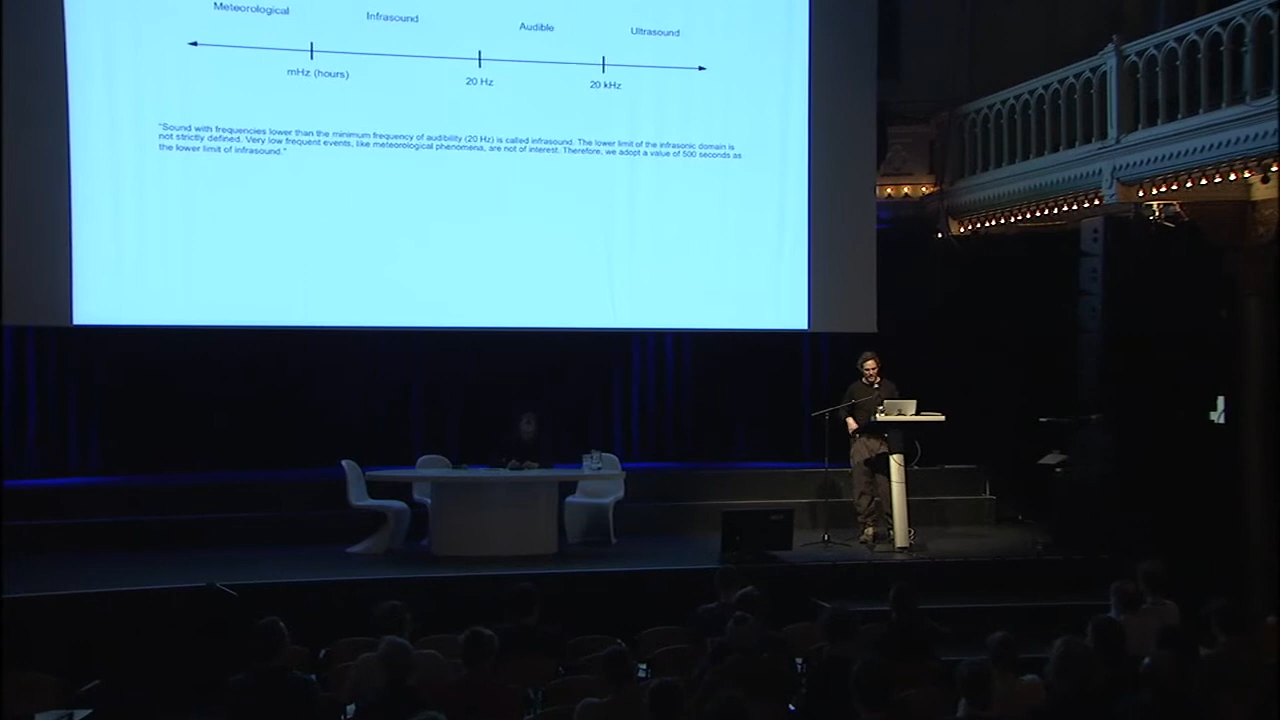 Meteorological Infrasound Audible Ultrasound
mHz (hours) 20 Hz 20 kHz
"Sound with frequencies lower than the minimum frequency of audibility (20 Hz) is called infrasound. The lower limit of the infrasonic domain is
not strictly defined. Very low frequent events, like meteorological phenomena, are not of interest. Therefore, we adopt a value of 500 seconds as
the lower limit of infrasound."